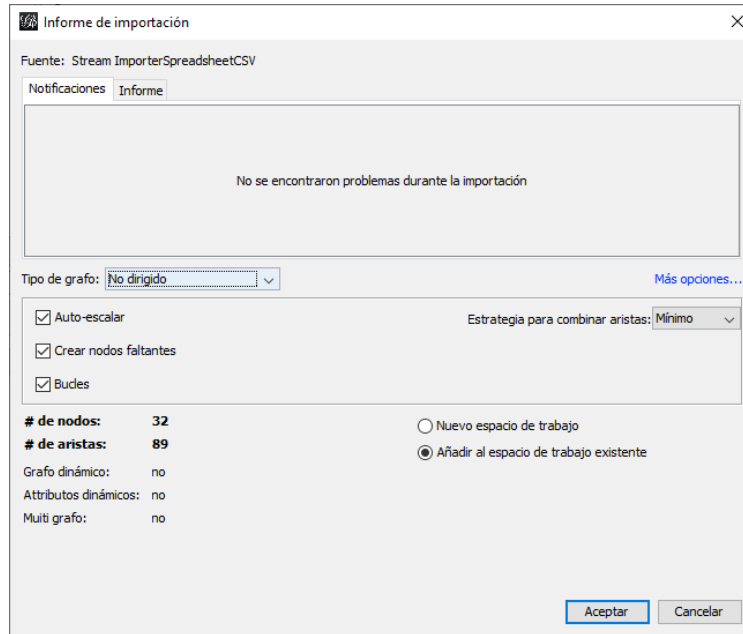 Informe de importación
Fuente: Stream ImporterSpreadsheetCSV
Notificaciones Informe
No se encontraron problemas durante la importación
Tipo de grafo: No dirigido Más opciones...
Auto-escalar Estrategia para combinar aristas: Mínimo
Crear nodos faltantes
Bucles
# de nodos: 32 Nuevo espacio de trabajo
# de aristas: 89 Añadir al espacio de trabajo existente
Grafo dinámico: no
Attributos dinámicos: no
Muiti grafo: no
Aceptar Cancelar